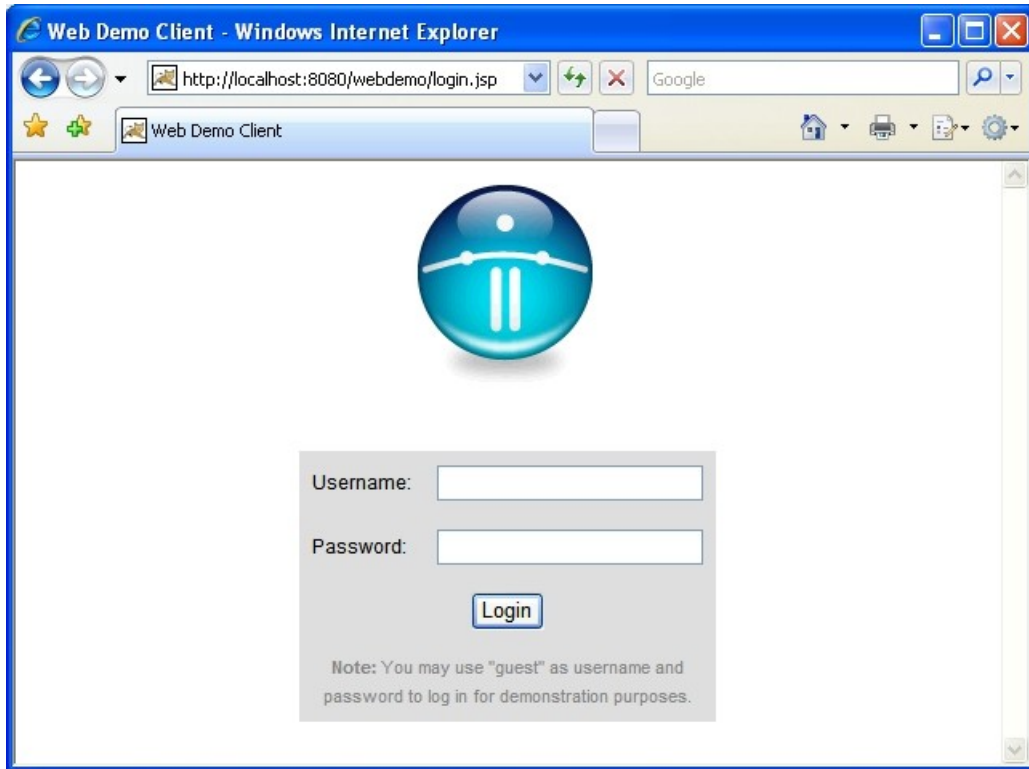 Web Demo Client - Windows Internet Explorer
http://localhost:8080/webdemo/login.jsp
Google
Web Demo Client
Username:
Password:
Login
Note: You may use "guest" as username and
password to log in for demonstration purposes.